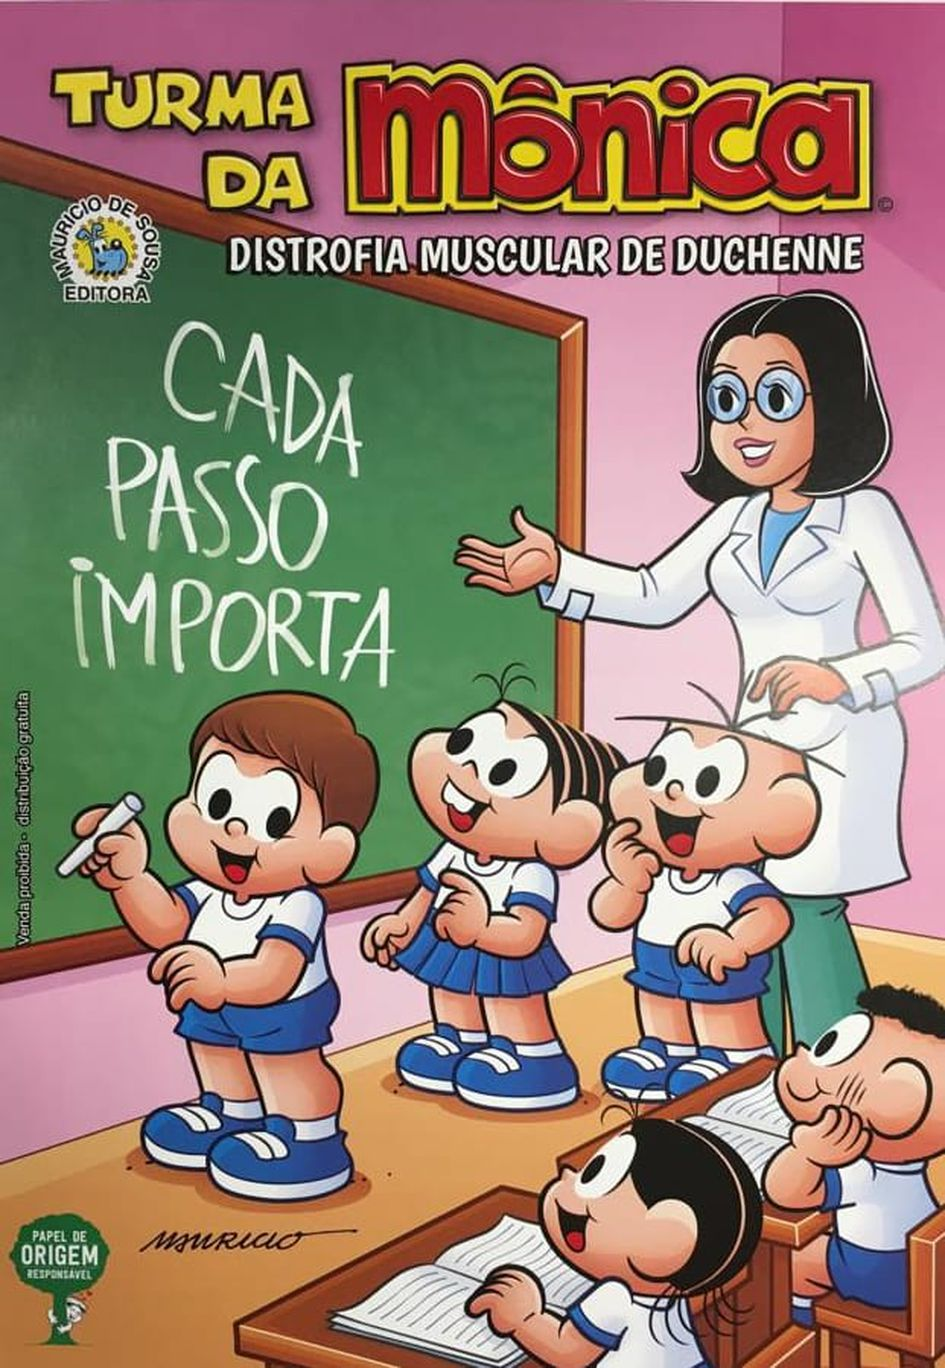 TURMA
DA
Mônica
©
DISTROFIA MUSCULAR DE DUCHENNE
MAURICIO DE SOUSA
EDITORA
CADA
PASSO
IMPORTA
Venda proibida - distribuição gratuita
MAURICIO
PAPEL DE
ORIGEM
RESPONSÁVEL